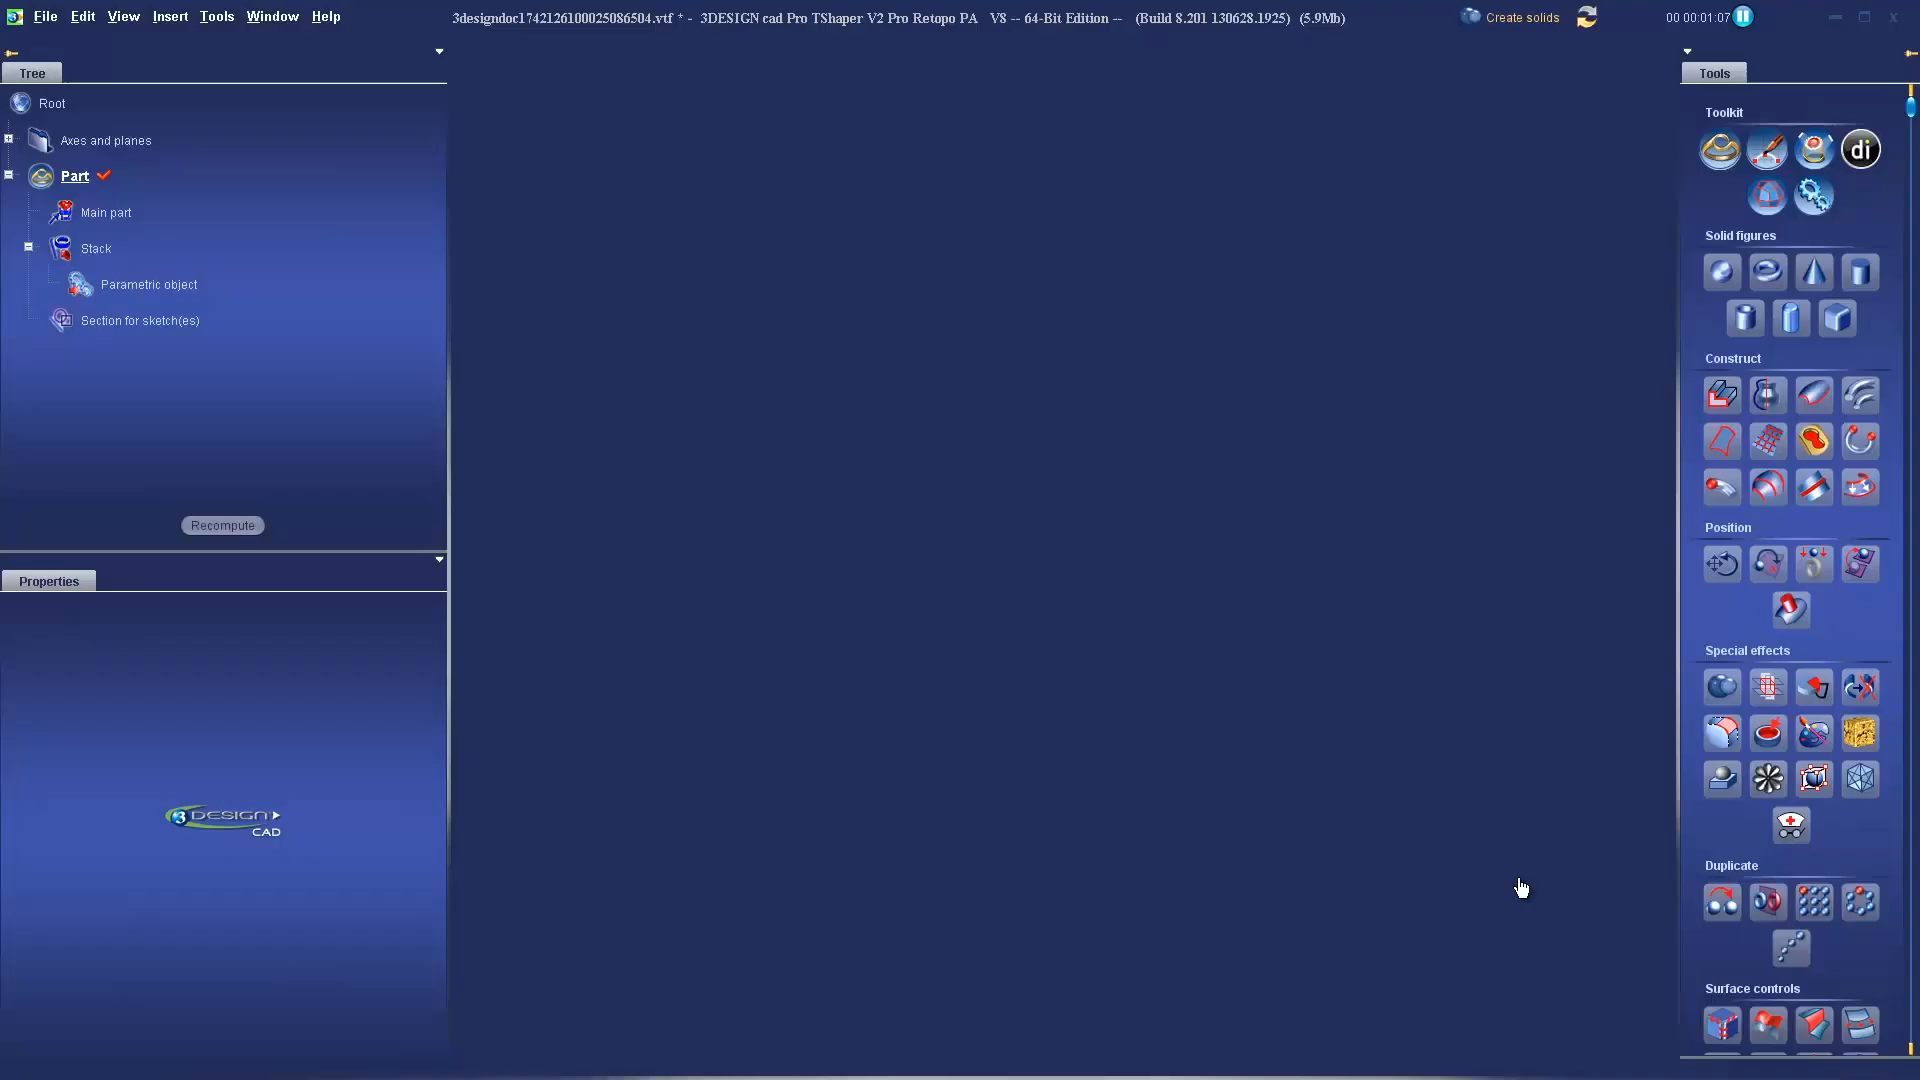 File Edit View Insert Tools Window Help
3designdoc1742126100025086504.vtf * - 3DESIGN cad Pro TShaper V2 Pro Retopo PA V8 -- 64-Bit Edition -- (Build 8.201 130628.1925) (5.9Mb)
Create solids
00 00:01:07
Tree
Root
Axes and planes
Part
Main part
Stack
Parametric object
Section for sketch(es)
Recompute
Properties
3DESIGN
CAD
Tools
Toolkit
di
Solid figures
Construct
Position
Special effects
Duplicate
Surface controls